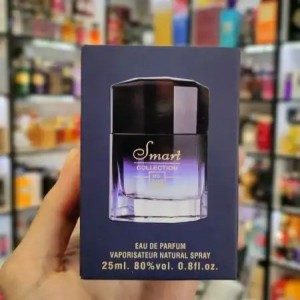 Smart
COLLECTION
EAU DE PARFUM
VAPORISATEUR NATURAL SPRAY
25ml. 80%vol. 0.8fl.oz.